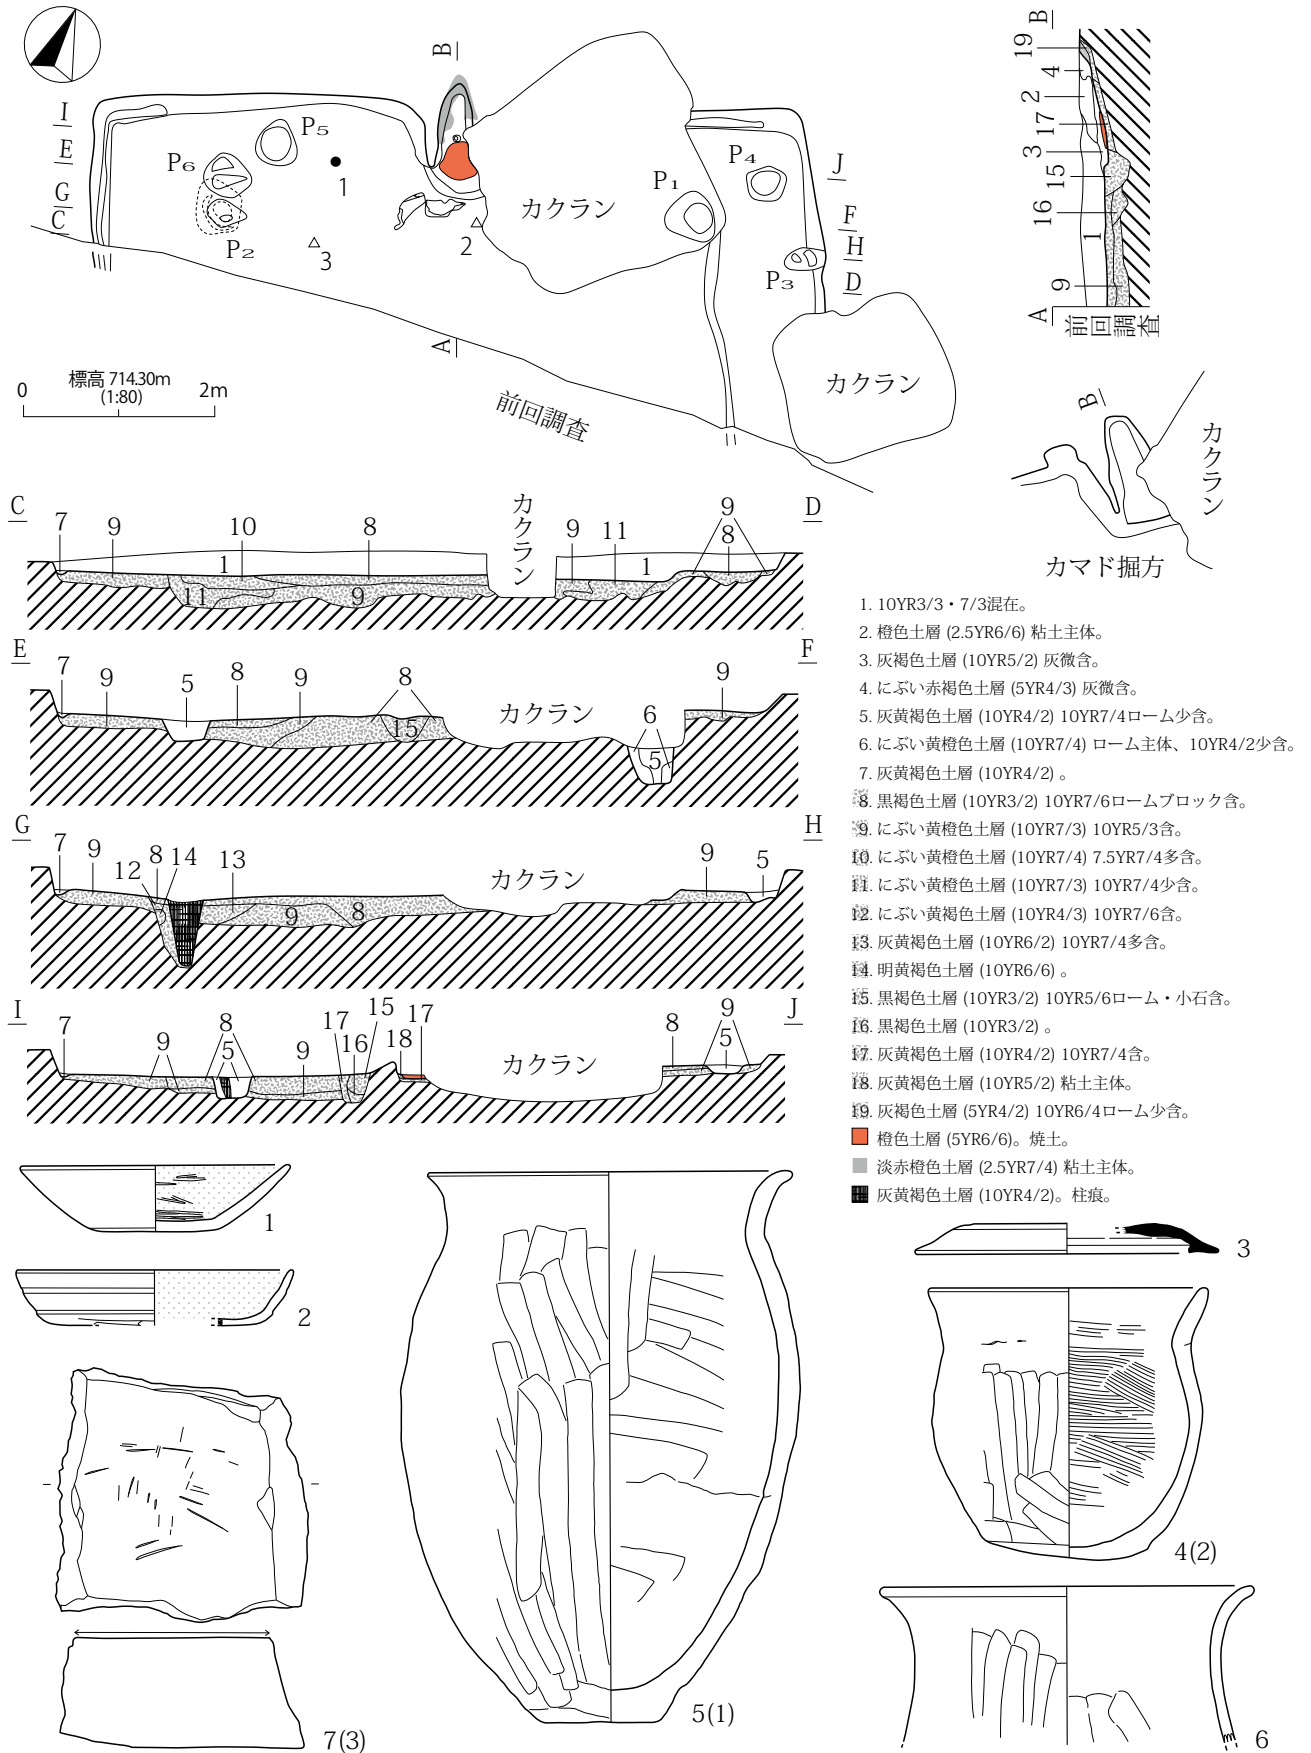 B
I
E
G
C
P5
P6
P2
1
3
2
カクラン
P1
P4
P3
J
F
H
D
A
カクラン
前回調査
標高 714.30m
(1:80)
0
2m
B
19
4
2
17
3
15
16
1
9
A
前回調査
B
カクラン
カマド掘方
C
7
9
10
8
カクラン
9
11
9
8
D
1
11
9
1
E
7
9
5
8
9
8
カクラン
6
9
F
15
5
G
7
9
12
8
14
13
カクラン
9
5
H
9
8
I
7
9
8
5
9
17
16
15
18
17
カクラン
8
9
5
J
1. 10YR3/3・7/3混在。
2. 橙色土層 (2.5YR6/6) 粘土主体。
3. 灰褐色土層 (10YR5/2) 灰微含。
4. にぶい赤褐色土層 (5YR4/3) 灰微含。
5. 灰黄褐色土層 (10YR4/2) 10YR7/4ローム少含。
6. にぶい黄橙色土層 (10YR7/4) ローム主体、10YR4/2少含。
7. 灰黄褐色土層 (10YR4/2) 。
8. 黒褐色土層 (10YR3/2) 10YR7/6ロームブロック含。
9. にぶい黄橙色土層 (10YR7/3) 10YR5/3含。
10. にぶい黄橙色土層 (10YR7/4) 7.5YR7/4多含。
11. にぶい黄橙色土層 (10YR7/3) 10YR7/4少含。
12. にぶい黄褐色土層 (10YR4/3) 10YR7/6含。
13. 灰黄褐色土層 (10YR6/2) 10YR7/4多含。
14. 明黄褐色土層 (10YR6/6) 。
15. 黒褐色土層 (10YR3/2) 10YR5/6ローム・小石含。
16. 黒褐色土層 (10YR3/2) 。
17. 灰黄褐色土層 (10YR4/2) 10YR7/4含。
18. 灰黄褐色土層 (10YR5/2) 粘土主体。
19. 灰褐色土層 (5YR4/2) 10YR6/4ローム少含。
橙色土層 (5YR6/6)。焼土。
淡赤橙色土層 (2.5YR7/4) 粘土主体。
灰黄褐色土層 (10YR4/2)。柱痕。
1
2
3
4(2)
5(1)
6
7(3)